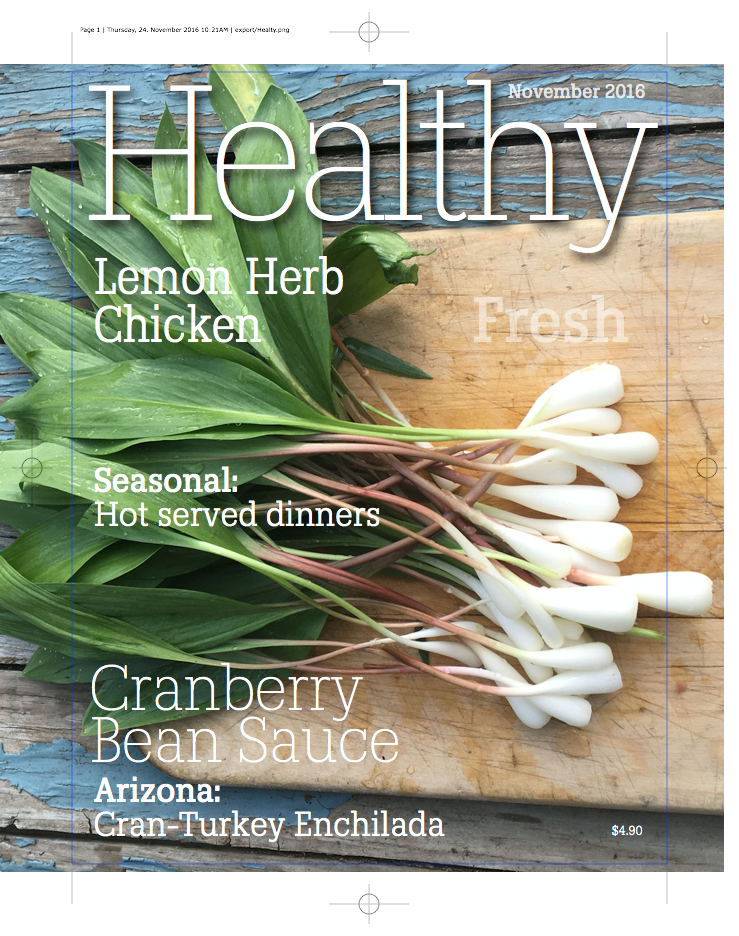 Page 1 | Thursday, 24. November 2016 10:21AM | export/Healty.png
November 2016
Healthy
Lemon Herb
Chicken
Fresh
Seasonal:
Hot served dinners
Cranberry
Bean Sauce
Arizona:
Cran-Turkey Enchilada
$4.90